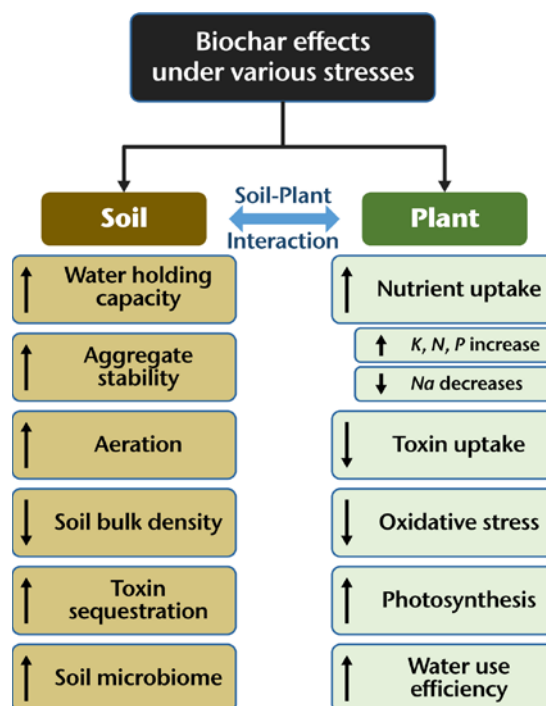 Biochar effects
under various stresses
Soil
Soil-Plant
Interaction
Plant
Water holding
capacity
Aggregate
stability
Aeration
Soil bulk density
Toxin
sequestration
Soil microbiome
Nutrient uptake
K, N, P increase
Na decreases
Toxin uptake
Oxidative stress
Photosynthesis
Water use
efficiency